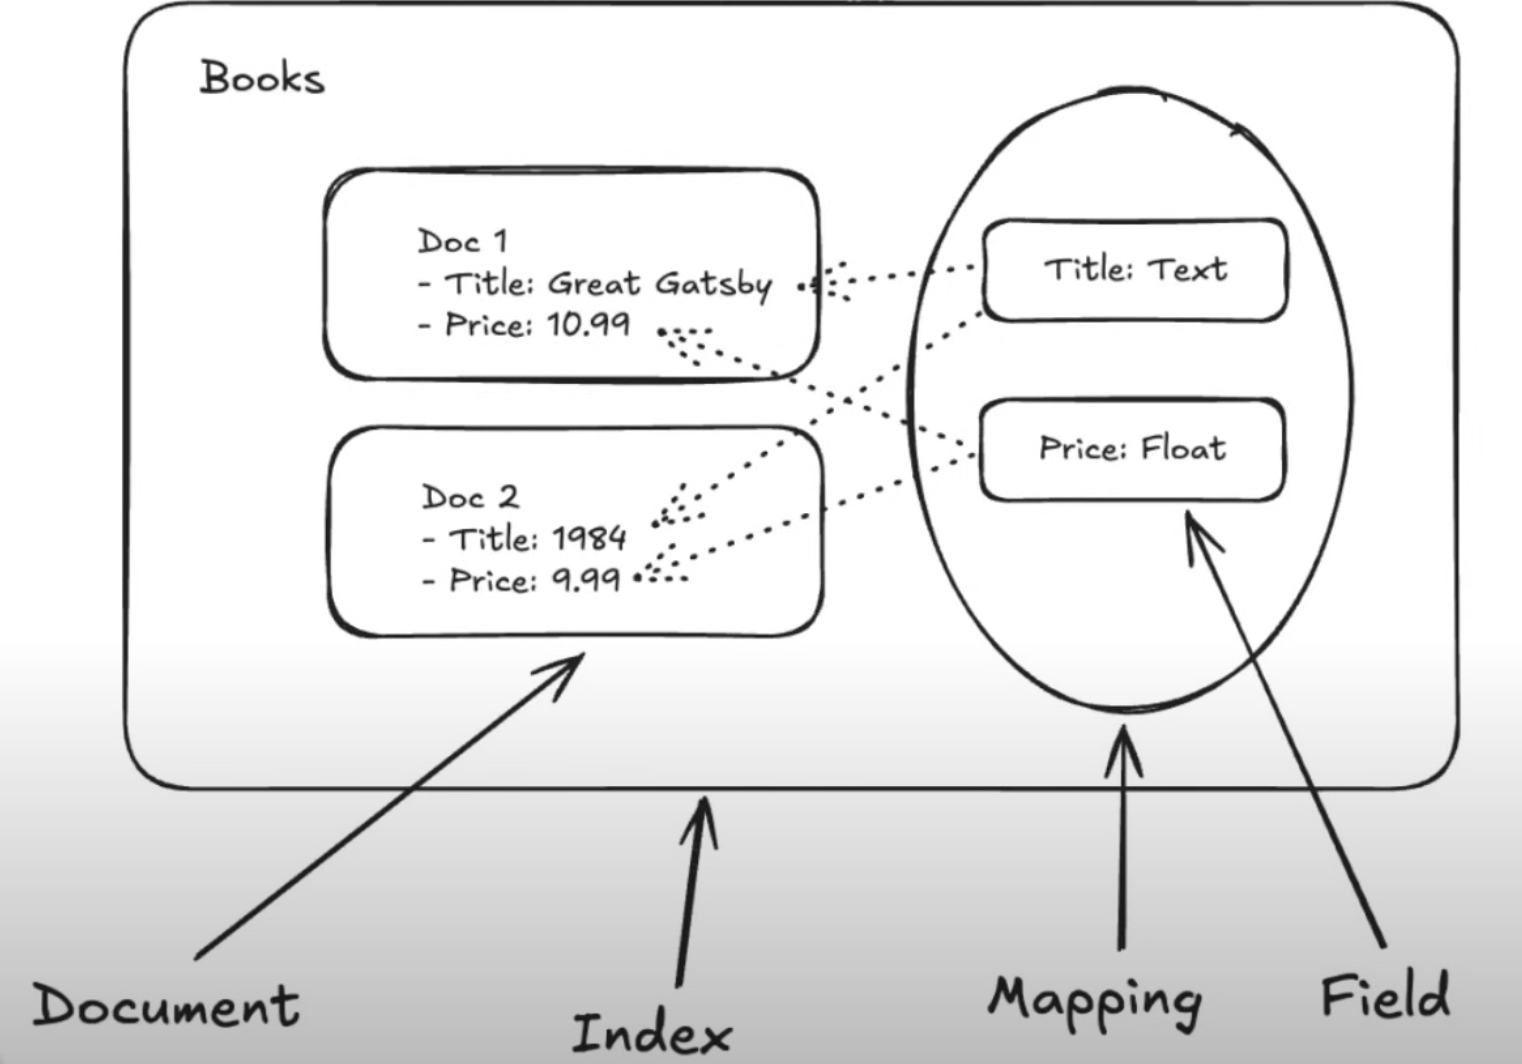 Books
Doc 1
- Title: Great Gatsby
- Price: 10.99
Doc 2
- Title: 1984
- Price: 9.99
Title: Text
Price: Float
Document
Index
Mapping
Field